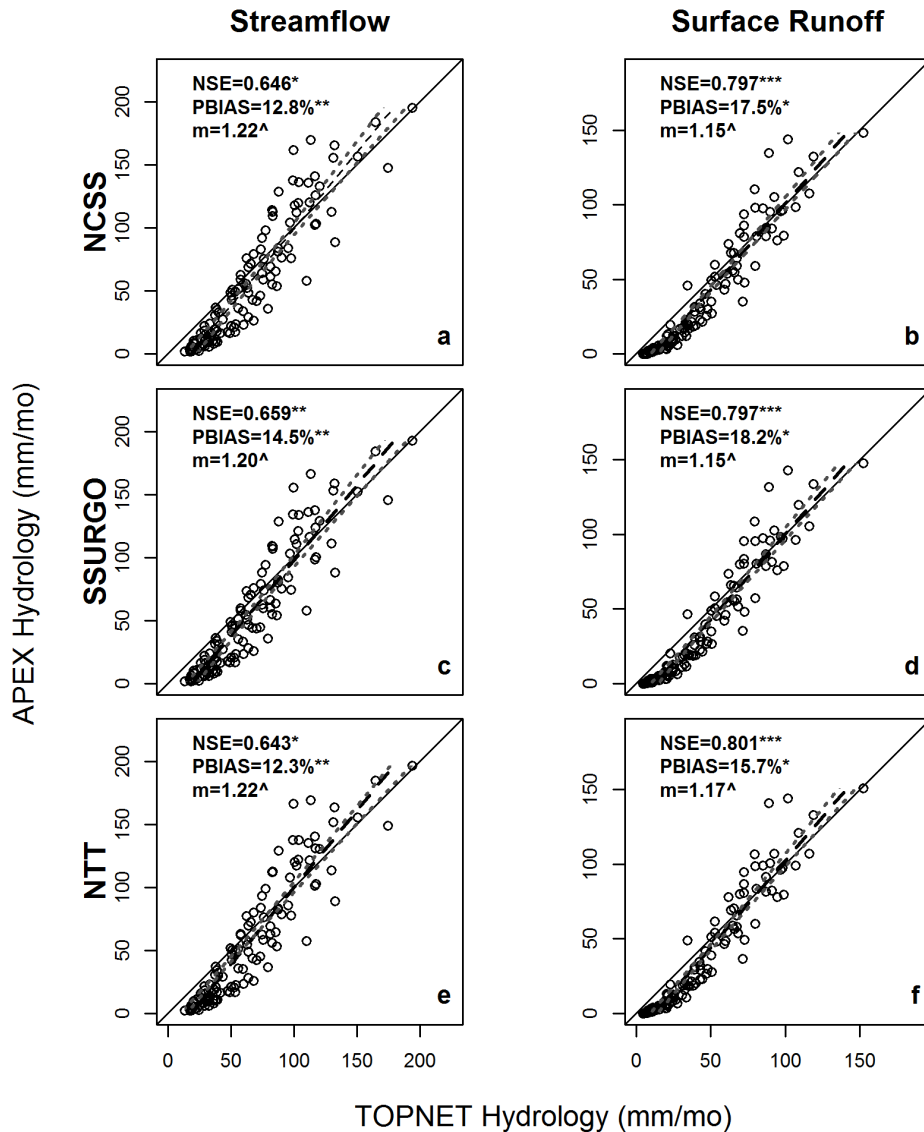 Streamflow
Surface Runoff
NCSS
0 50 100 150 200
NSE=0.646*
PBIAS=12.8%**
m=1.22^
a
0 50 100 150
NSE=0.797***
PBIAS=17.5%*
m=1.15^
b
APEX Hydrology (mm/mo)
SSURGO
0 50 100 150 200
NSE=0.659**
PBIAS=14.5%**
m=1.20^
c
0 50 100 150
NSE=0.797***
PBIAS=18.2%*
m=1.15^
d
NTT
0 50 100 150 200
NSE=0.643*
PBIAS=12.3%**
m=1.22^
e
0 50 100 150
NSE=0.801***
PBIAS=15.7%*
m=1.17^
f
0 50 100 150 200
0 50 100 150
TOPNET Hydrology (mm/mo)